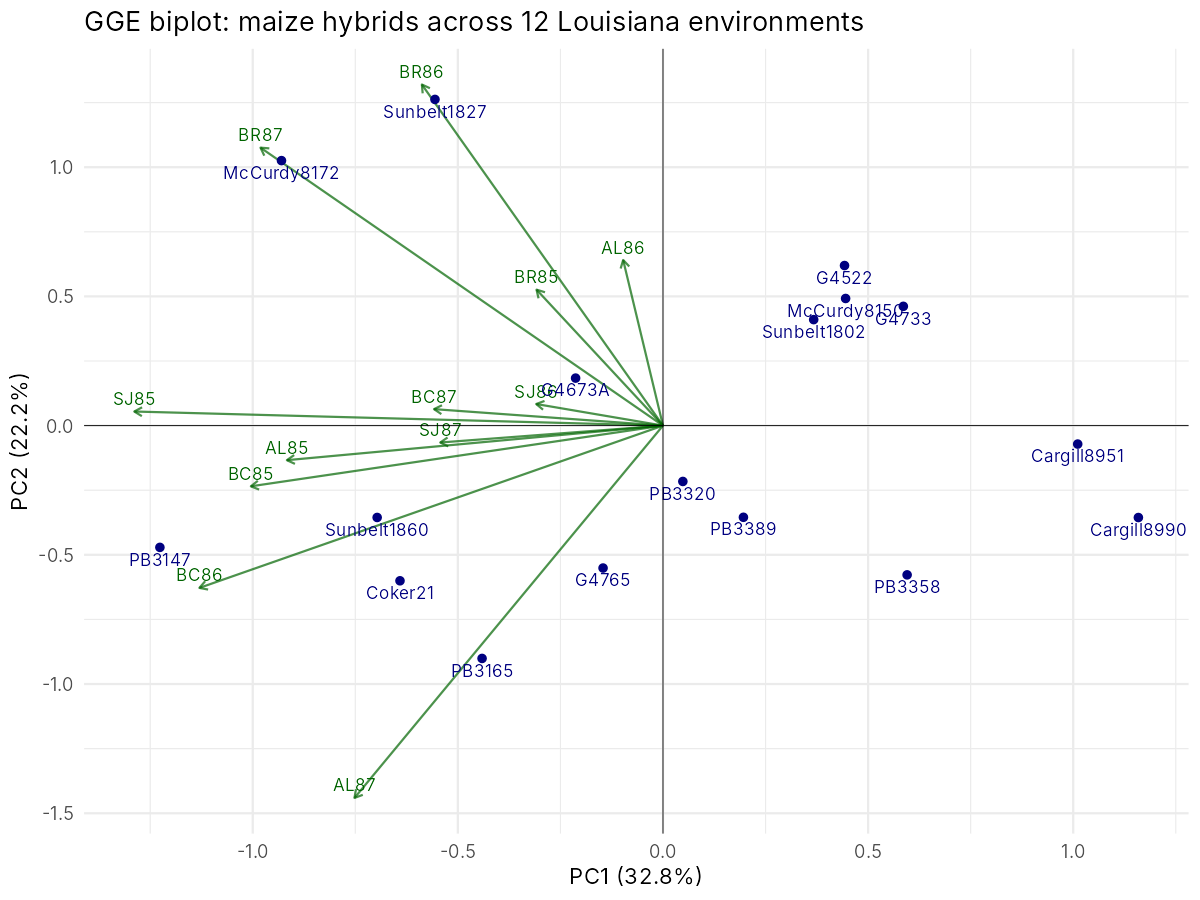 GGE biplot: maize hybrids across 12 Louisiana environments
BR86
Sunbelt1827
BR87
McCurdy8172
AL86
BR85
G4522
McCurdy8150
G4733
Sunbelt1802
SJ86
G4673A
BC87
SJ85
SJ87
AL85
BC85
Cargill8951
PB3320
Sunbelt1860
PB3389
Cargill8990
PB3147
BC86
G4765
PB3358
Coker21
PB3165
AL87
1.0
0.5
0.0
-0.5
-1.0
-1.5
PC2 (22.2%)
-1.0
-0.5
0.0
0.5
1.0
PC1 (32.8%)